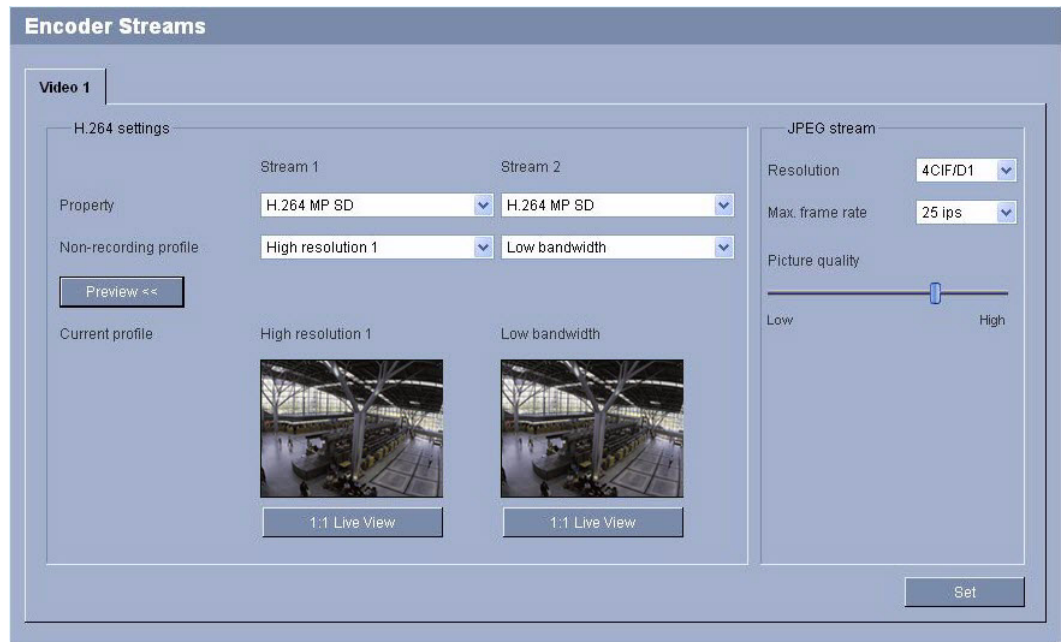 Encoder Streams
Video 1
H.264 settings
Stream 1 Stream 2
Property H.264 MP SD H.264 MP SD
Non-recording profile High resolution 1 Low bandwidth
Preview <<
Current profile High resolution 1 Low bandwidth
1:1 Live View 1:1 Live View
JPEG stream
Resolution 4CIF/D1
Max. frame rate 25 ips
Picture quality
Low High
Set